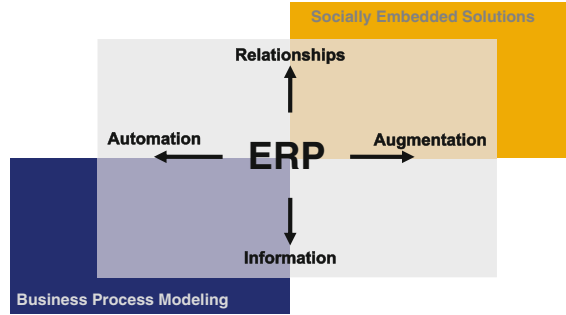 Socially Embedded Solutions
Relationships
Automation
ERP
Augmentation
Information
Business Process Modeling